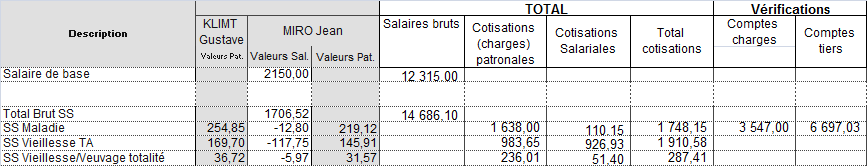 KLIMT Gustave MIRO Jean TOTAL Vérifications
Description Valeurs Pat. Valeurs Sal. Valeurs Pat. Salaires bruts Cotisations (charges) patronales Cotisations Salariales Total cotisations Comptes charges Comptes tiers
Salaire de base 2150,00 12 315,00
Total Brut SS 1706,52 14 686,10
SS Maladie 254,85 -12,80 219,12 1 638,00 110,15 1 748,15 3 547,00 6 697,03
SS Vieillesse TA 169,70 -117,75 145,91 983,65 926,93 1 910,58
SS Vieillesse/Veuvage totalité 36,72 -5,97 31,57 236,01 51,40 287,41